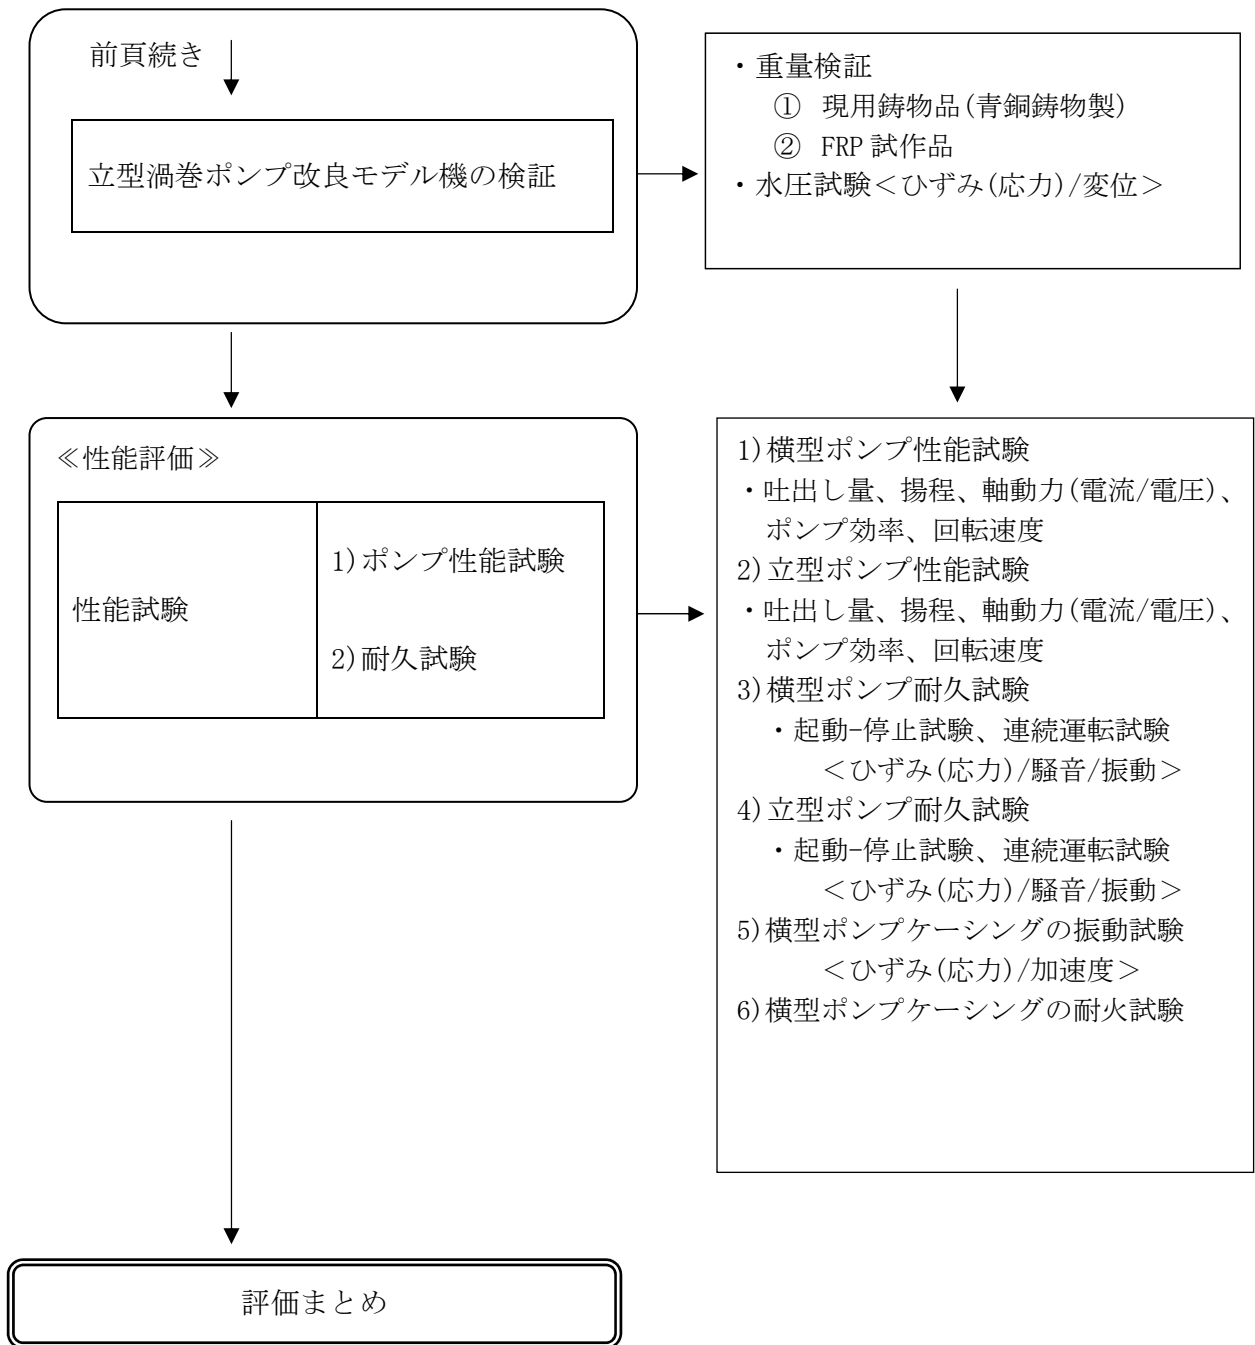 前頁続き
立型渦巻ポンプ改良モデル機の検証
・重量検証
① 現用鋳物品(青銅鋳物製)
② FRP 試作品
・水圧試験＜ひずみ(応力)/変位＞
≪性能評価≫
性能試験
1)ポンプ性能試験
2)耐久試験
1)横型ポンプ性能試験
・吐出し量、揚程、軸動力(電流/電圧)、
ポンプ効率、回転速度
2)立型ポンプ性能試験
・吐出し量、揚程、軸動力(電流/電圧)、
ポンプ効率、回転速度
3)横型ポンプ耐久試験
・起動-停止試験、連続運転試験
＜ひずみ(応力)/騒音/振動＞
4)立型ポンプ耐久試験
・起動-停止試験、連続運転試験
＜ひずみ(応力)/騒音/振動＞
5)横型ポンプケーシングの振動試験
＜ひずみ(応力)/加速度＞
6)横型ポンプケーシングの耐火試験
評価まとめ